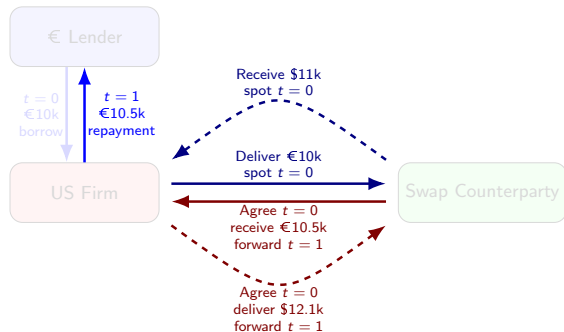 € Lender
t = 0
€10k
borrow
t = 1
€10.5k
repayment
Receive $11k
spot t = 0
Deliver €10k
spot t = 0
US Firm
Swap Counterparty
Agree t = 0
receive €10.5k
forward t = 1
Agree t = 0
deliver $12.1k
forward t = 1